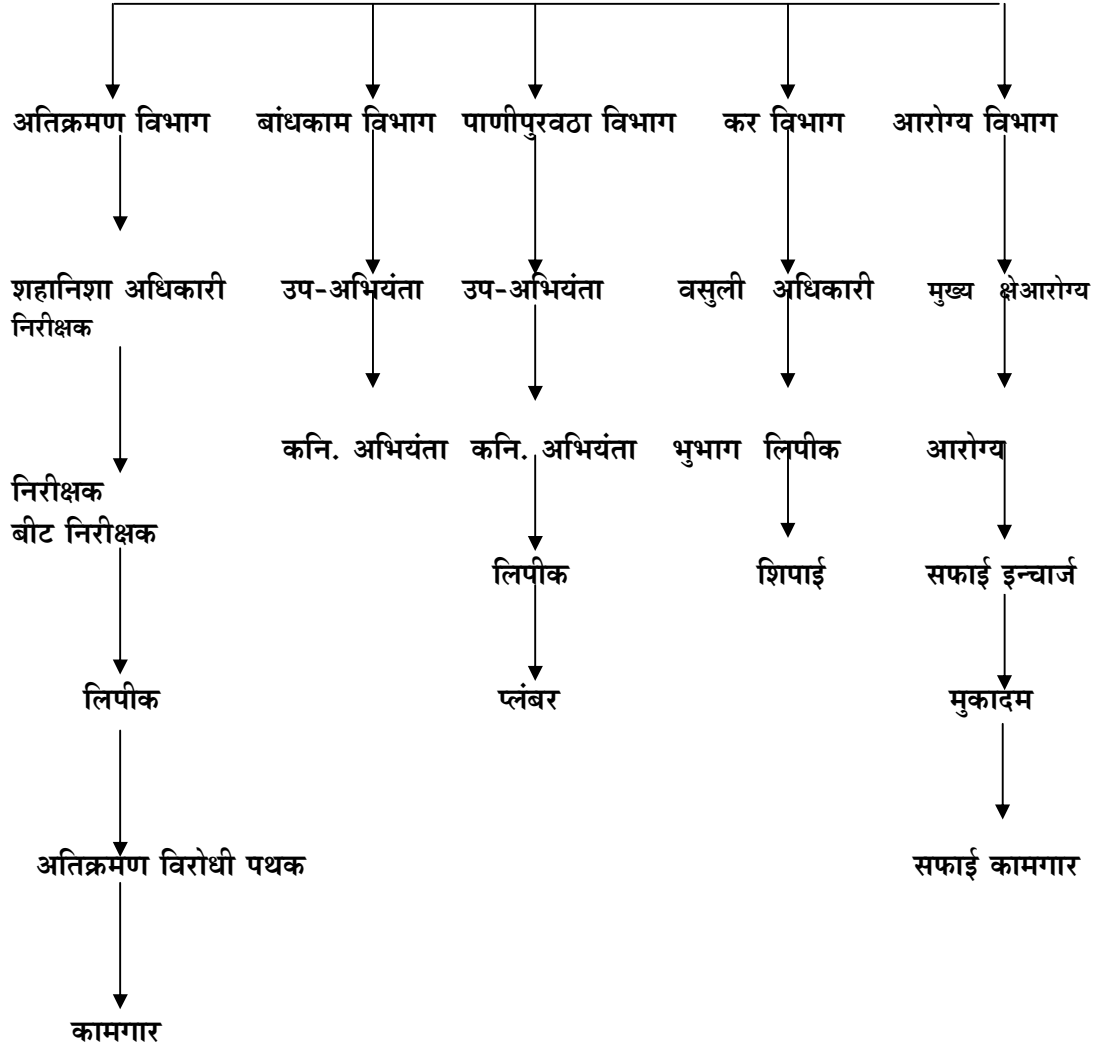 अतिक्रमण विभाग बांधकाम विभाग पाणीपुरवठा विभाग कर विभाग आरोग्य विभाग
शहानिशा अधिकारी उप-अभियंता उप-अभियंता वसुली अधिकारी मुख्य क्षेआरोग्य
निरीक्षक
कनि. अभियंता कनि. अभियंता भुभाग लिपीक आरोग्य
निरीक्षक
बीट निरीक्षक
लिपीक शिपाई सफाई इन्चार्ज
लिपीक प्लंबर मुकादम
अतिक्रमण विरोधी पथक सफाई कामगार
कामगार